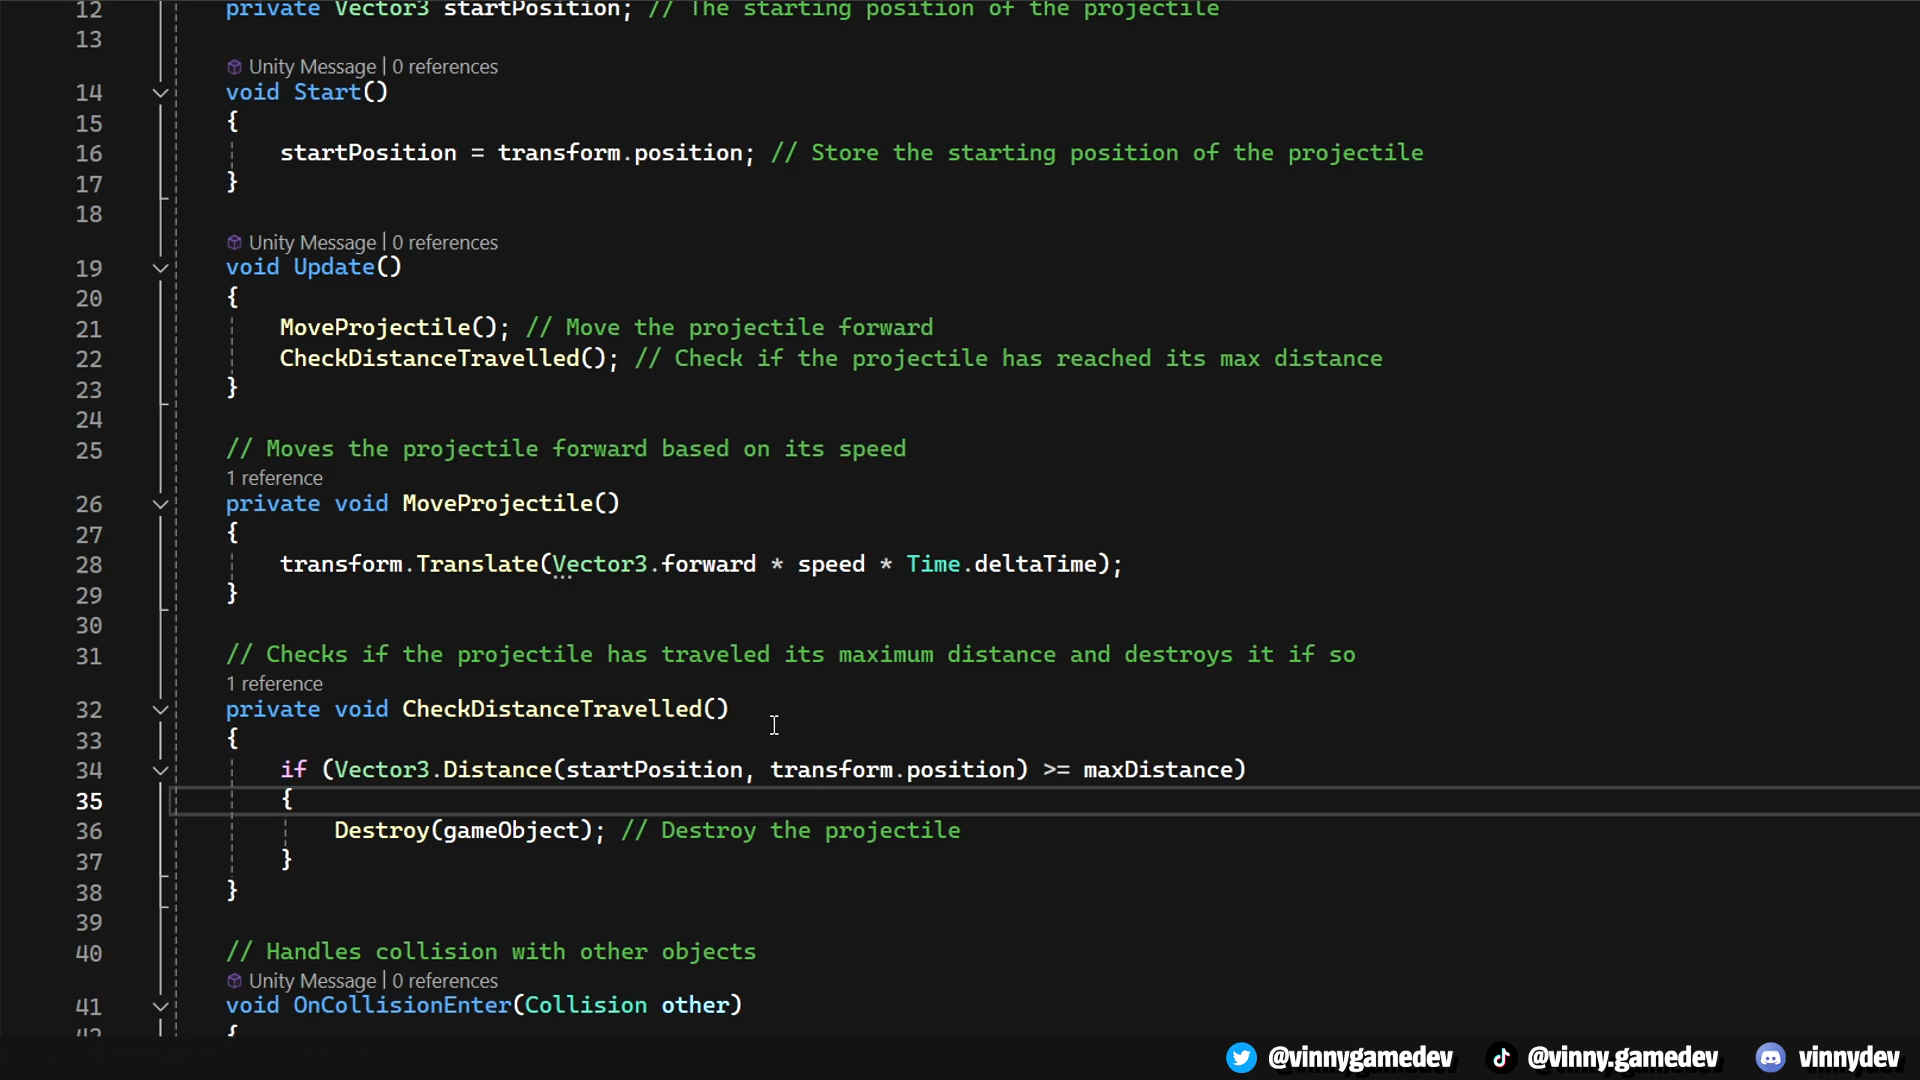 12 private Vector3 startPosition; // The starting position of the projectile
13
Unity Message | 0 references
14 void Start()
15 {
16 startPosition = transform.position; // Store the starting position of the projectile
17 }
18
Unity Message | 0 references
19 void Update()
20 {
21 MoveProjectile(); // Move the projectile forward
22 CheckDistanceTravelled(); // Check if the projectile has reached its max distance
23 }
24
25 // Moves the projectile forward based on its speed
1 reference
26 private void MoveProjectile()
27 {
28 transform.Translate(Vector3.forward * speed * Time.deltaTime);
29 }
30
31 // Checks if the projectile has traveled its maximum distance and destroys it if so
1 reference
32 private void CheckDistanceTravelled()
33 {
34 if (Vector3.Distance(startPosition, transform.position) >= maxDistance)
35 {
36 Destroy(gameObject); // Destroy the projectile
37 }
38 }
39
40 // Handles collision with other objects
Unity Message | 0 references
41 void OnCollisionEnter(Collision other)
42 {
@vinnygamedev @vinny.gamedev vinnydev